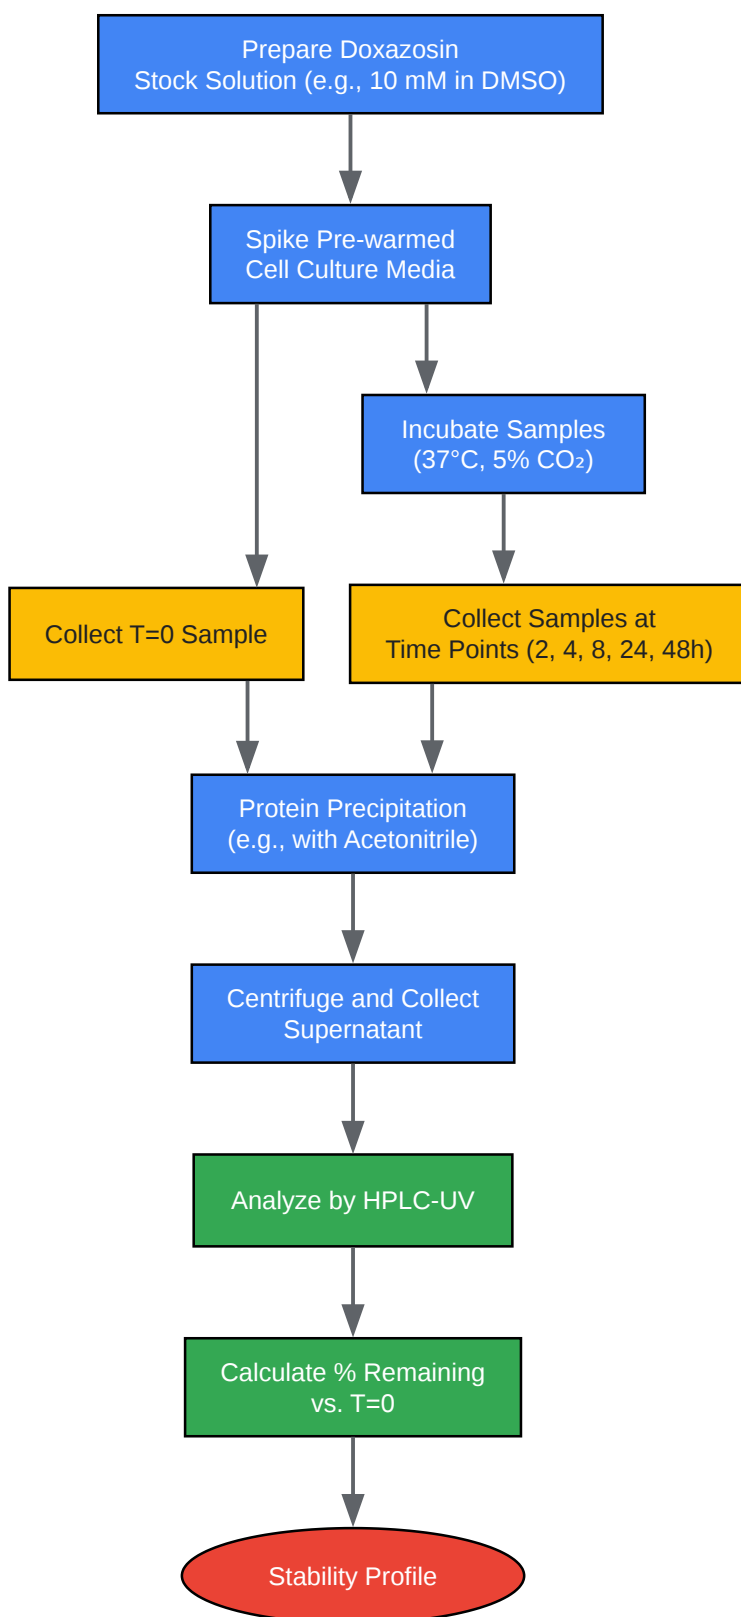 Prepare Doxazosin
Stock Solution (e.g., 10 mM in DMSO)
Spike Pre-warmed
Cell Culture Media
Incubate Samples
(37°C, 5% CO₂)
Collect T=0 Sample
Collect Samples at
Time Points (2, 4, 8, 24, 48h)
Protein Precipitation
(e.g., with Acetonitrile)
Centrifuge and Collect
Supernatant
Analyze by HPLC-UV
Calculate % Remaining
vs. T=0
Stability Profile